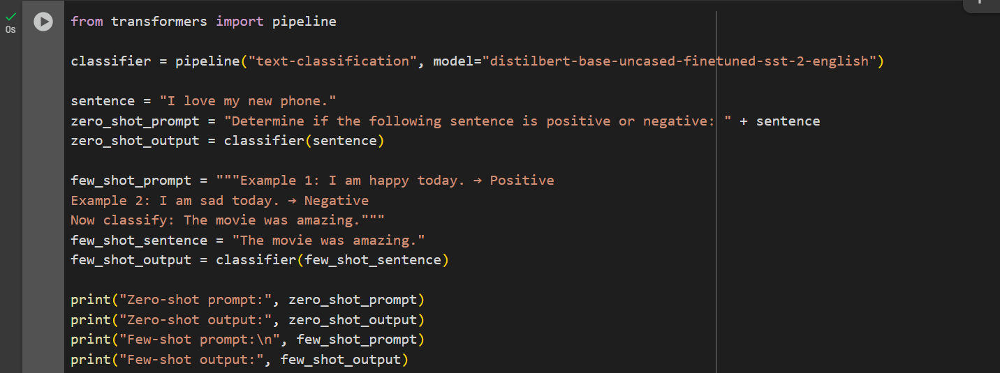 from transformers import pipeline
classifier = pipeline("text-classification", model="distilbert-base-uncased-finetuned-sst-2-english")
sentence = "I love my new phone."
zero_shot_prompt = "Determine if the following sentence is positive or negative: " + sentence
zero_shot_output = classifier(sentence)
few_shot_prompt = """Example 1: I am happy today. → Positive
Example 2: I am sad today. → Negative
Now classify: The movie was amazing."""
few_shot_sentence = "The movie was amazing."
few_shot_output = classifier(few_shot_sentence)
print("Zero-shot prompt:", zero_shot_prompt)
print("Zero-shot output:", zero_shot_output)
print("Few-shot prompt:\n", few_shot_prompt)
print("Few-shot output:", few_shot_output)
0s